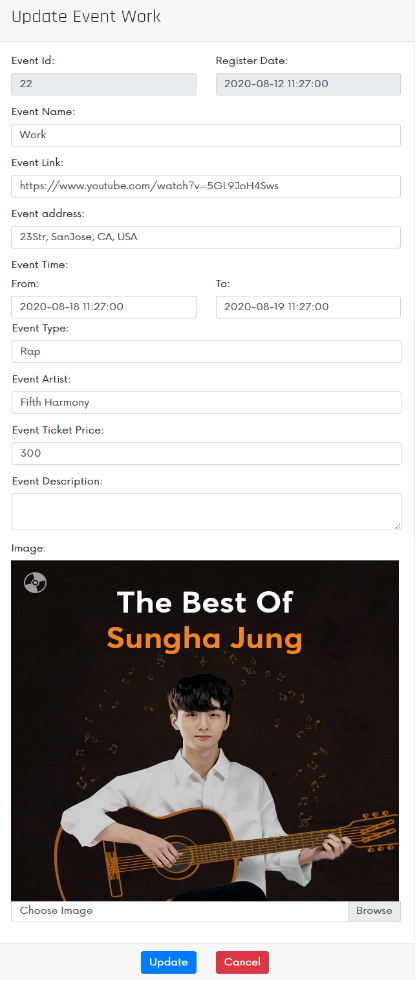 Update Event Work
Event Id:
Register Date:
22
2020-08-12 11:27:00
Event Name:
Work
Event Link:
https://www.youtube.com/watch?v=5GL9JoH4Sws
Event address:
23Str, SanJose, CA, USA
Event Time:
From:
To:
2020-08-18 11:27:00
2020-08-19 11:27:00
Event Type:
Rap
Event Artist:
Fifth Harmony
Event Ticket Price:
300
Event Description:
Image:
The Best Of
Sungha Jung
Choose Image
Browse
Update
Cancel